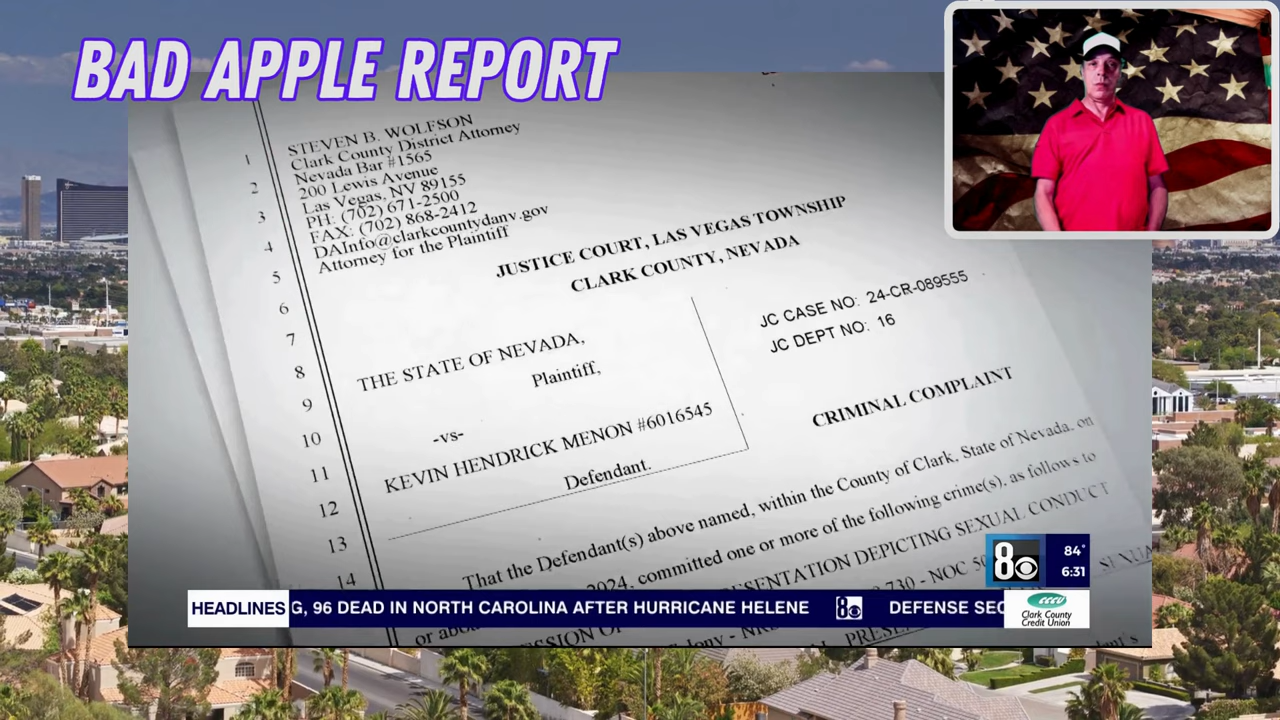 BAD APPLE REPORT
1
2
3
4
5
6
7
8
9
10
11
12
13
14
STEVEN B. WOLFSON
Clark County District Attorney
Nevada Bar #1565
200 Lewis Avenue
Las Vegas, NV 89155
PH: (702) 671-2500
FAX: (702) 868-2412
DAInfo@clarkcountydanv.gov
Attorney for the Plaintiff
JUSTICE COURT, LAS VEGAS TOWNSHIP
CLARK COUNTY, NEVADA
THE STATE OF NEVADA,
Plaintiff,
-vs-
KEVIN HENDRICK MENON #6016545
Defendant.
JC CASE NO: 24-CR-089555
JC DEPT NO: 16
CRIMINAL COMPLAINT
That the Defendant(s) above named, within the County of Clark, State of Nevada, on
2024, committed one or more of the following crime(s), as follows to
DEPICTING SEXUAL CONDUCT
- NOC
8 84°
6:31
HEADLINES G, 96 DEAD IN NORTH CAROLINA AFTER HURRICANE HELENE 8 DEFENSE SEC
Clark County
Credit Union